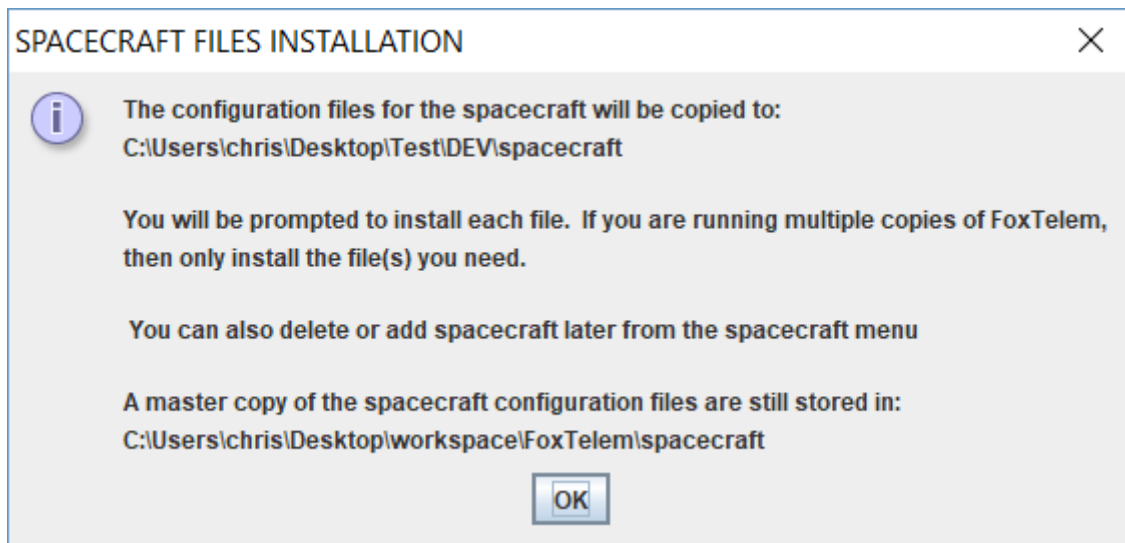 SPACECRAFT FILES INSTALLATION
The configuration files for the spacecraft will be copied to:
C:\Users\chris\Desktop\Test\DEV\spacecraft
You will be prompted to install each file.  If you are running multiple copies of FoxTelem,
then only install the file(s) you need.
You can also delete or add spacecraft later from the spacecraft menu
A master copy of the spacecraft configuration files are still stored in:
C:\Users\chris\Desktop\workspace\FoxTelem\spacecraft
OK